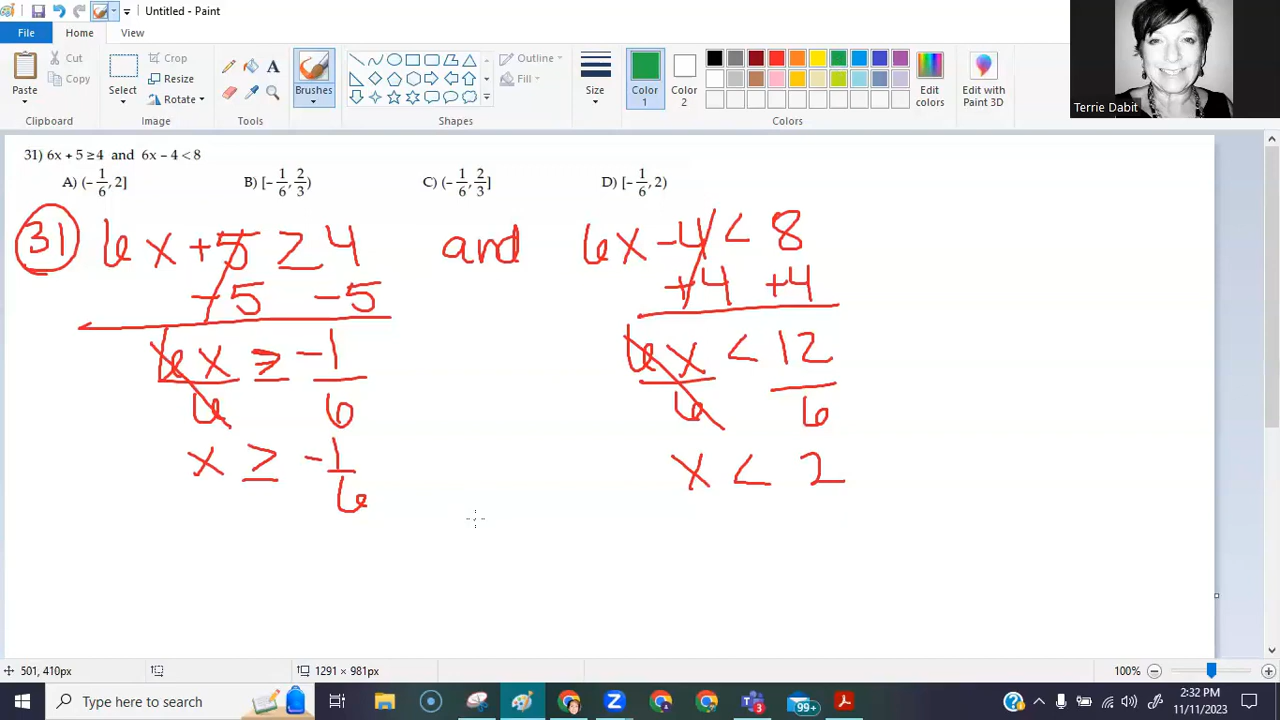 Untitled - Paint
File Home View
Paste
Cut
Copy
Clipboard
Select
Crop
Resize
Rotate
Image
Tools
Brushes
Outline
Fill
Shapes
Size
Color 1
Color 2
Edit colors
Edit with Paint 3D
Colors
Terrie Dabit
31) 6x + 5 ≥ 4 and 6x − 4 < 8
A) (− 1/6, 2] B) [− 1/6, 2/3) C) (− 1/6, 2/3] D) [− 1/6, 2)
31 6x + 5 ≥ 4 and 6x - 4 < 8
-5 -5 +4 +4
6x ≥ -1 6x < 12
6 6 6 6
x ≥ -1/6 x < 2
501, 410px 1291 × 981px 100%
Type here to search
3
99+
2:32 PM
11/11/2023